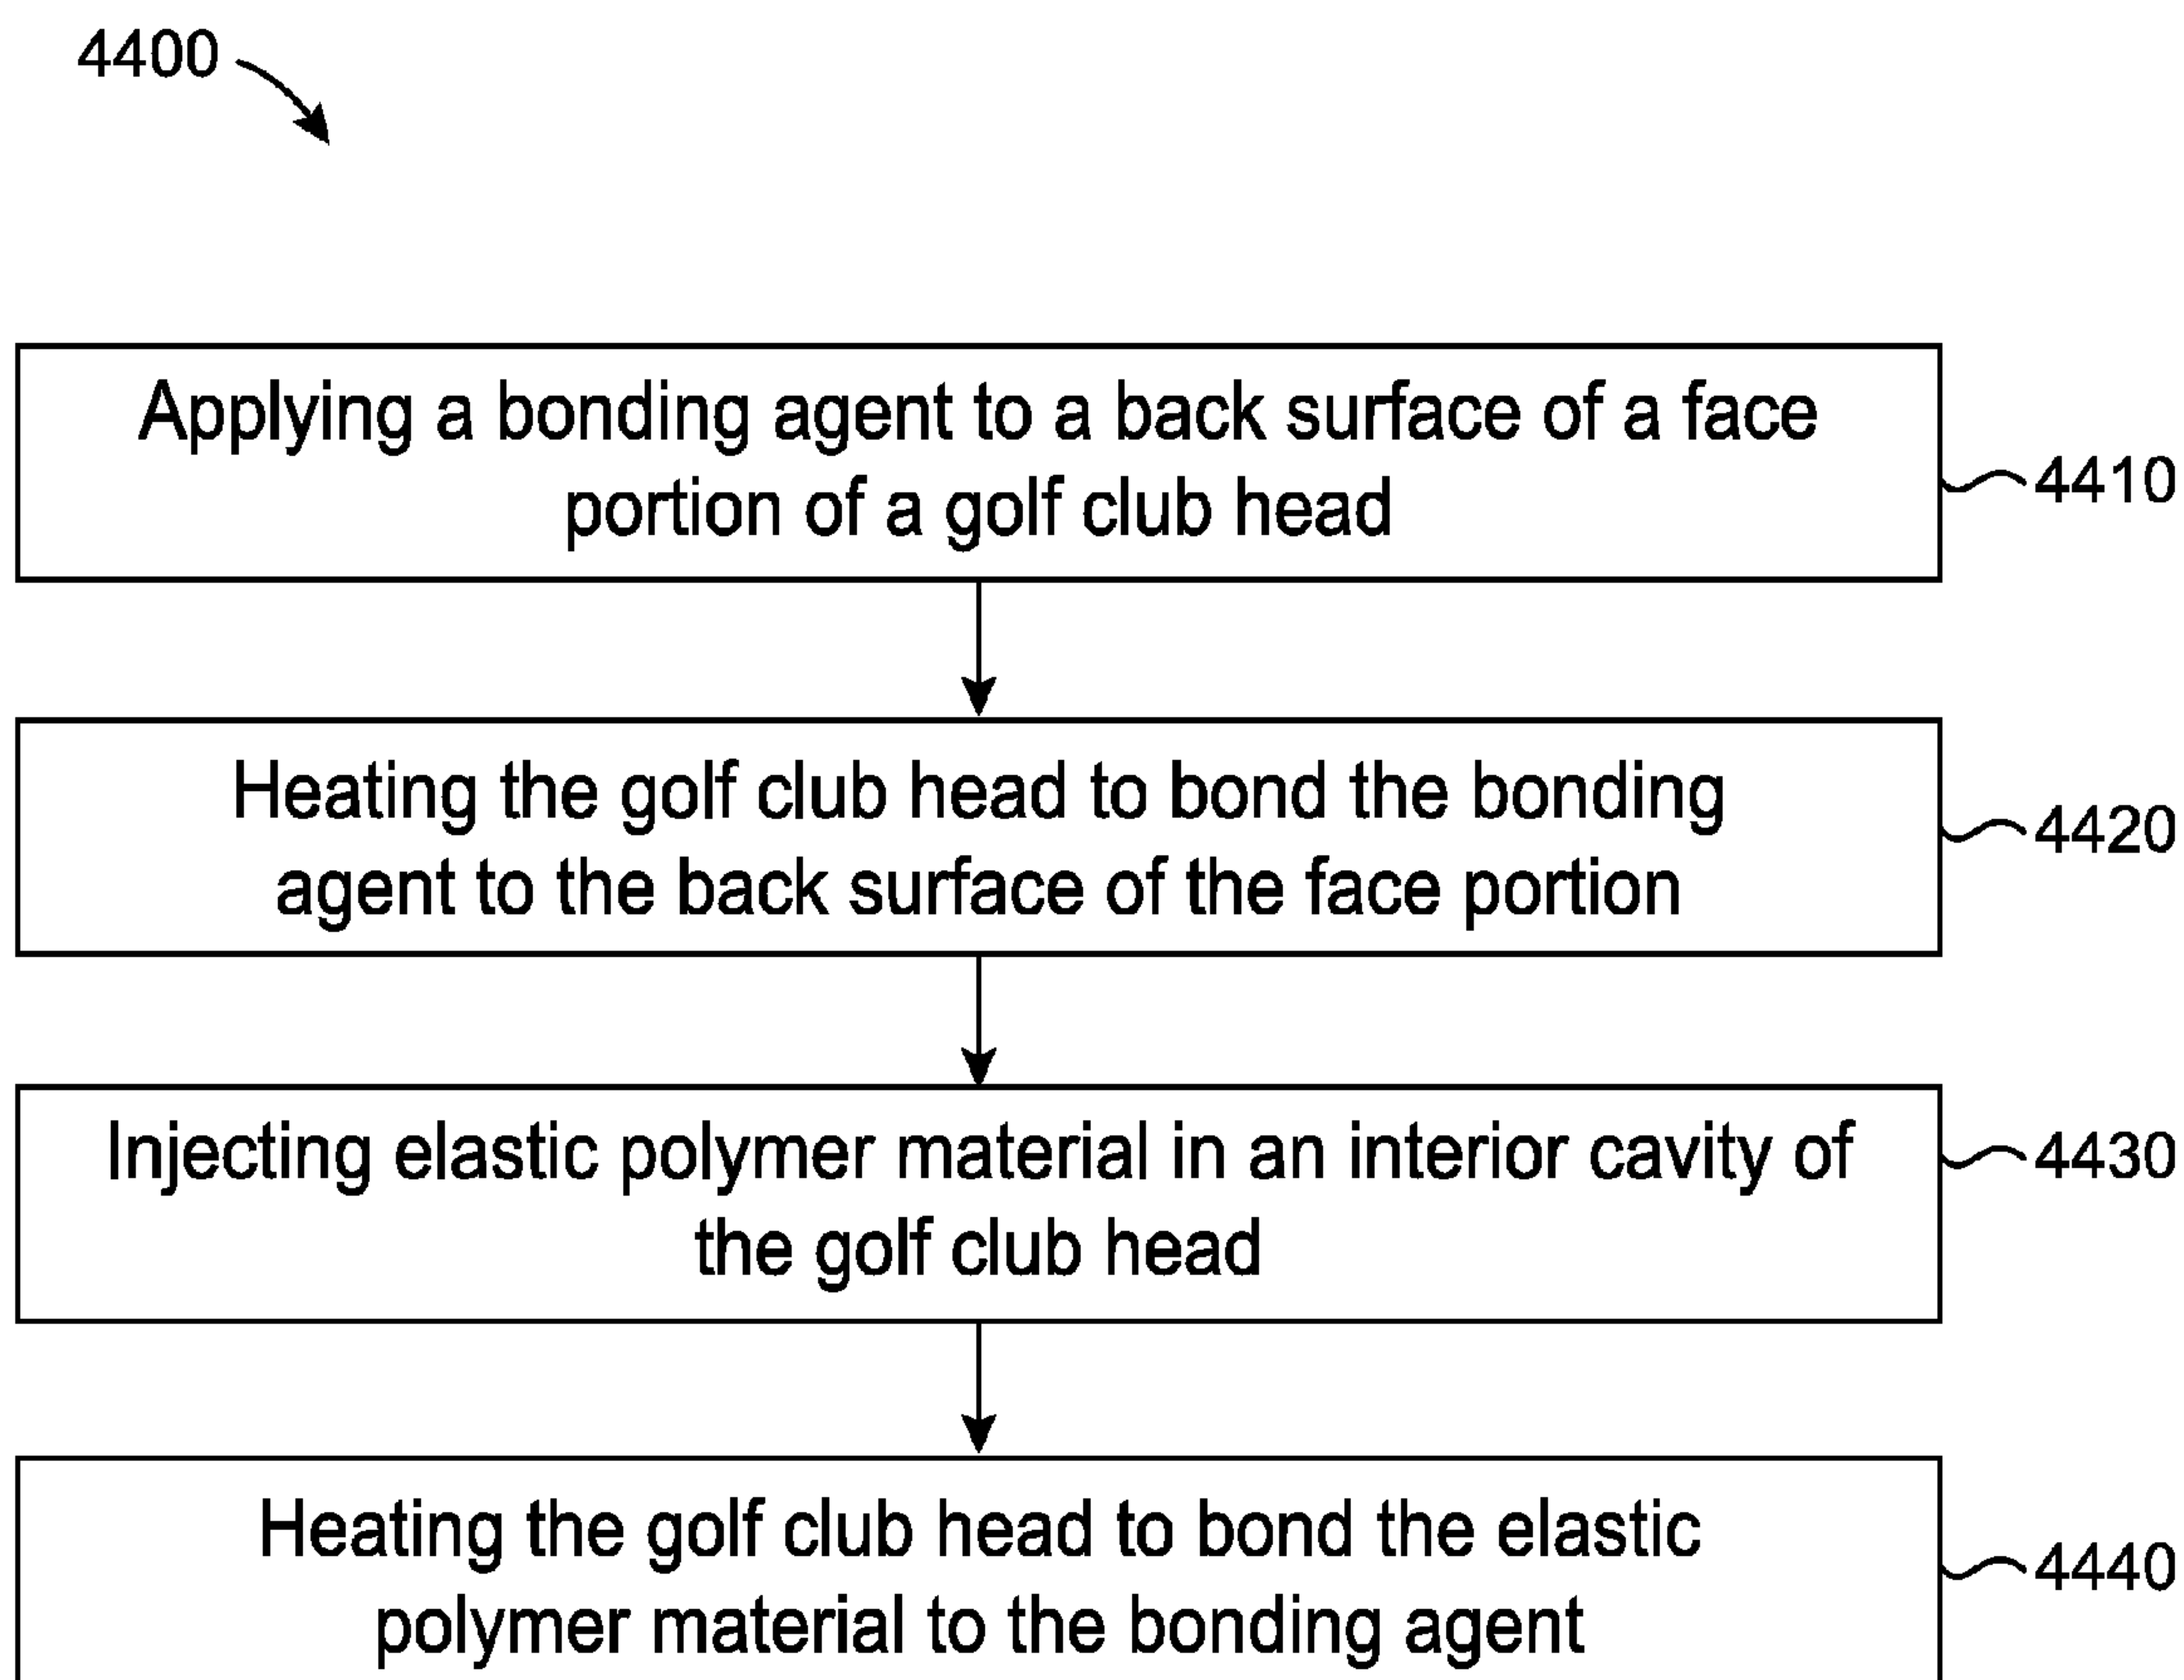 4400
Applying a bonding agent to a back surface of a face
portion of a golf club head
4410
Heating the golf club head to bond the bonding
agent to the back surface of the face portion
4420
Injecting elastic polymer material in an interior cavity of
the golf club head
4430
Heating the golf club head to bond the elastic
polymer material to the bonding agent
4440